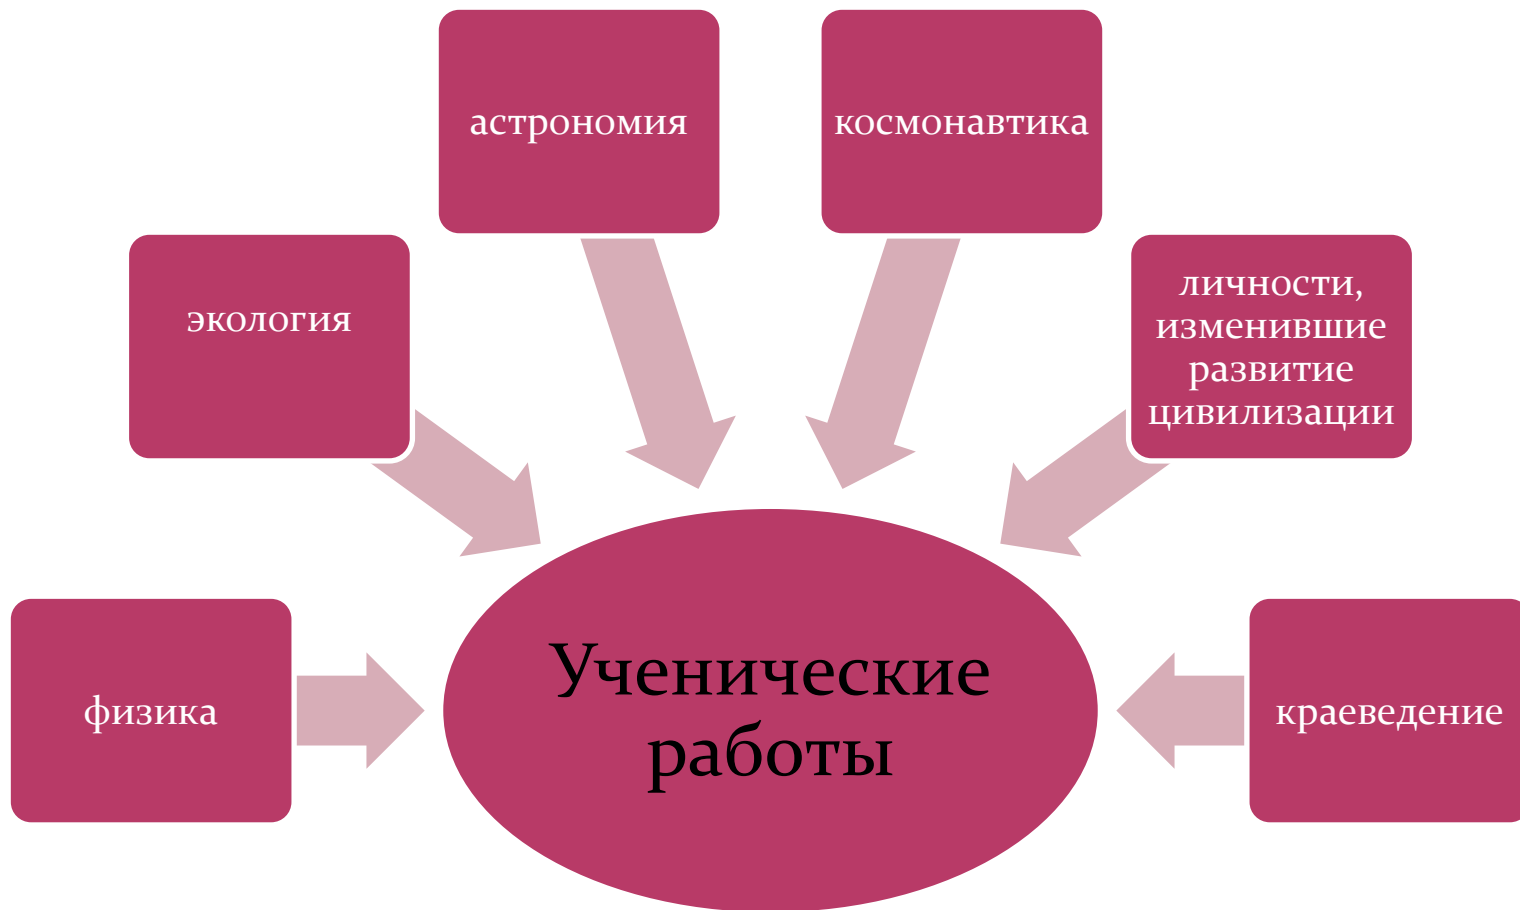 астрономия
космонавтика
экология
личности,
изменившие
развитие
цивилизации
физика
Ученические
работы
краеведение